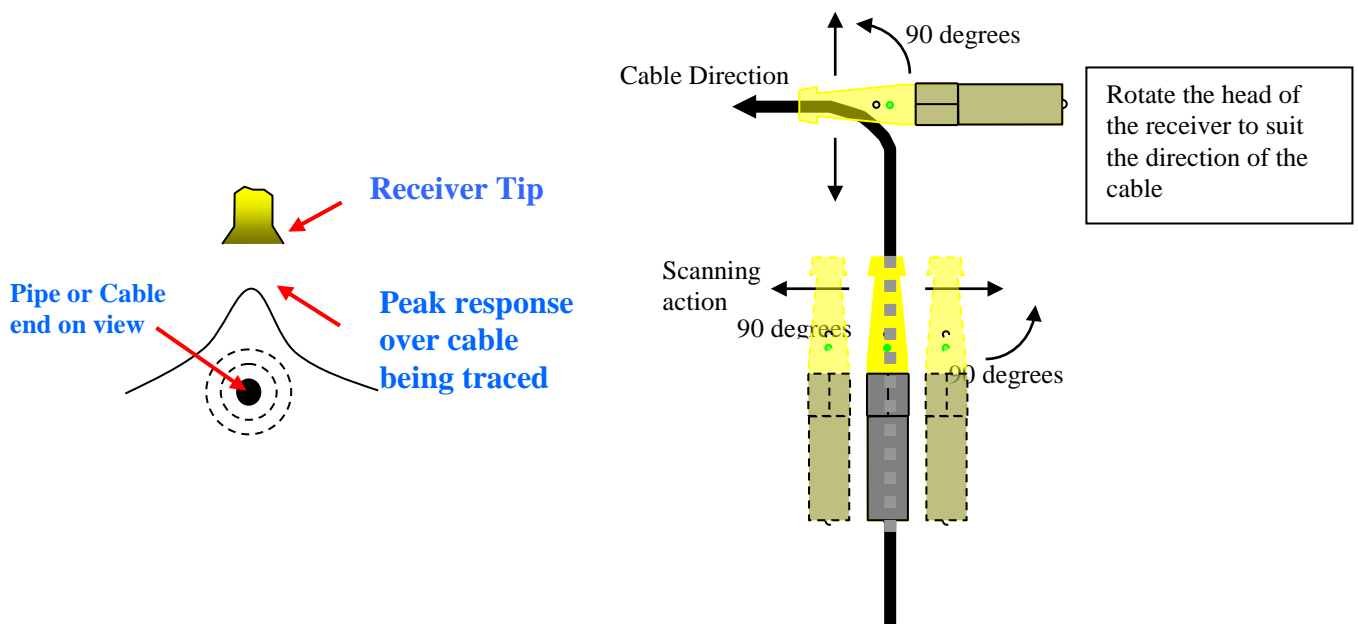 Receiver Tip
Pipe or Cable
end on view
Peak response
over cable
being traced
90 degrees
Cable Direction
Rotate the head of
the receiver to suit
the direction of the
cable
Scanning
action
90 degrees
90 degrees